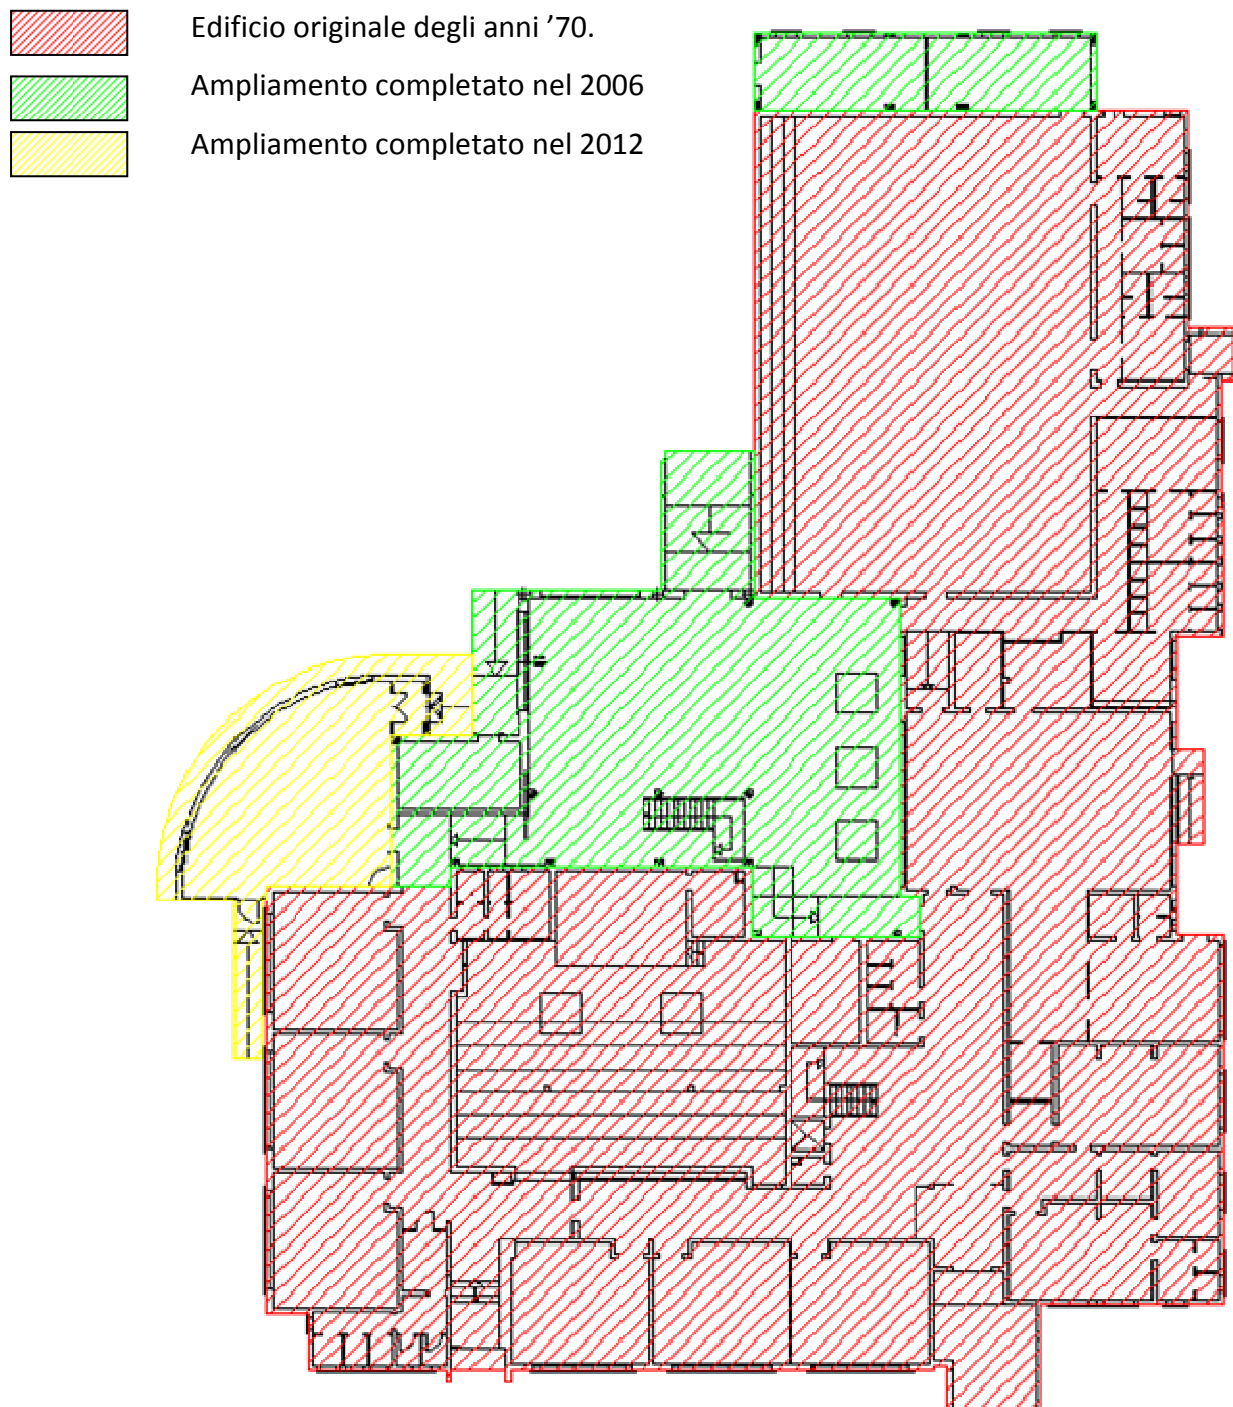 Edificio originale degli anni ’70.
Ampliamento completato nel 2006
Ampliamento completato nel 2012